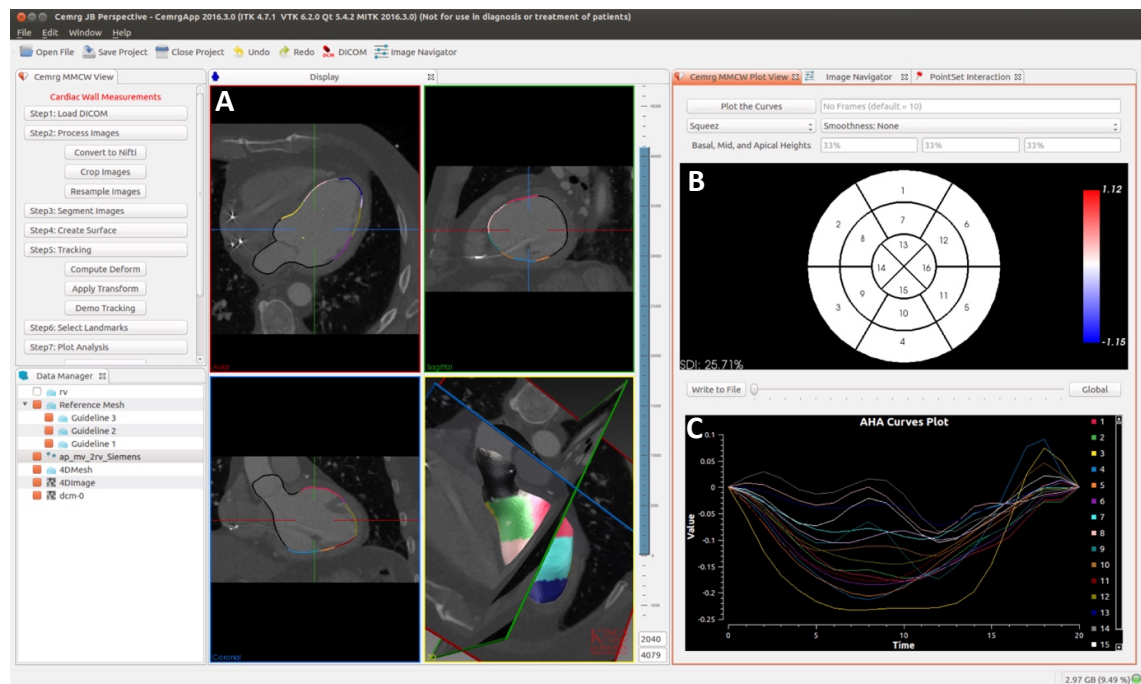 Cemrg JB Perspective - CemrgApp 2016.3.0 (ITK 4.7.1 VTK 6.2.0 Qt 5.4.2 MITK 2016.3.0) (Not for use in diagnosis or treatment of patients)
File Edit Window Help
Open File Save Project Close Project Undo Redo DICOM Image Navigator
Cemrg MMCW View
Cardiac Wall Measurements
Step1: Load DICOM
Step2: Process Images
Convert to Nifti
Crop Images
Resample Images
Step3: Segment Images
Step4: Create Surface
Step5: Tracking
Compute Deform
Apply Transform
Demo Tracking
Step6: Select Landmarks
Step7: Plot Analysis
Data Manager
rv
Reference Mesh
Guideline 3
Guideline 2
Guideline 1
ap_mv_2rv_Siemens
4DMesh
4DImage
dcm-0
Display
A
Axial
Sagittal
Coronal
2040
4079
Cemrg MMCW Plot View Image Navigator PointSet Interaction
Plot the Curves No Frames (default = 10)
Squeez Smoothness: None
Basal, Mid, and Apical Heights 33% 33% 33%
B
1
2 8 7 12 6
13
14 16
15
3 9 10 11 5
4
1.12
-1.15
SDI: 25.71%
Write to File Global
C
AHA Curves Plot
0.1
0.05
0
-0.05
-0.1
-0.15
-0.2
-0.25
Value
0 5 10 15 20
Time
1
2
3
4
5
6
7
8
9
10
11
12
13
14
15
2.97 GB (9.49 %)